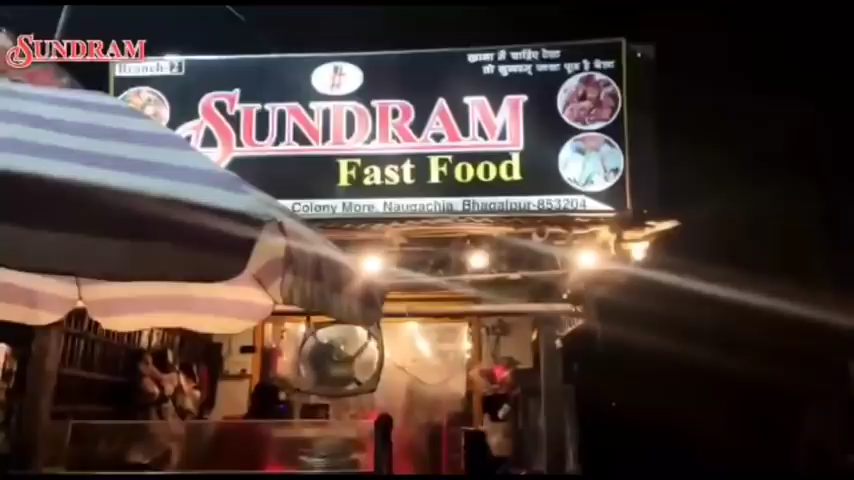 SUNDRAM
Branch-2
खाना में चाहिए टेस्ट
SUNDRAM
Fast Food
Colony More, Naugachia, Bhagalpur-853204